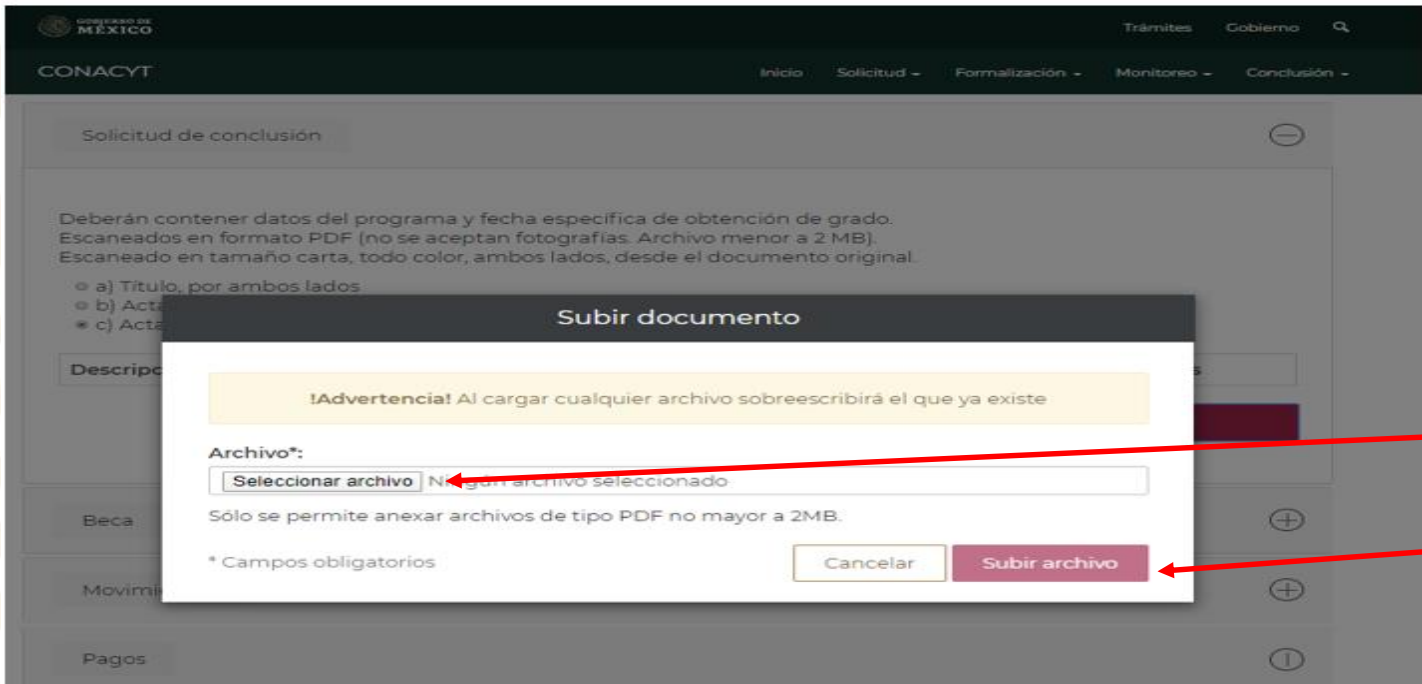 GOBIERNO DE
MÉXICO
Trámites Gobierno
CONACYT
Inicio Solicitud Formalización Monitoreo Conclusión
Solicitud de conclusión
Deberán contener datos del programa y fecha específica de obtención de grado.
Escaneados en formato PDF (no se aceptan fotografías. Archivo menor a 2 MB).
Escaneado en tamaño carta, todo color, ambos lados, desde el documento original.
a) Título, por ambos lados
b) Acta
c) Acta
Subir documento
Descripc
s
!Advertencia! Al cargar cualquier archivo sobreescribirá el que ya existe
Archivo*:
Seleccionar archivo Ningún archivo seleccionado
Sólo se permite anexar archivos de tipo PDF no mayor a 2MB.
Beca
* Campos obligatorios
Cancelar Subir archivo
Movimi
Pagos